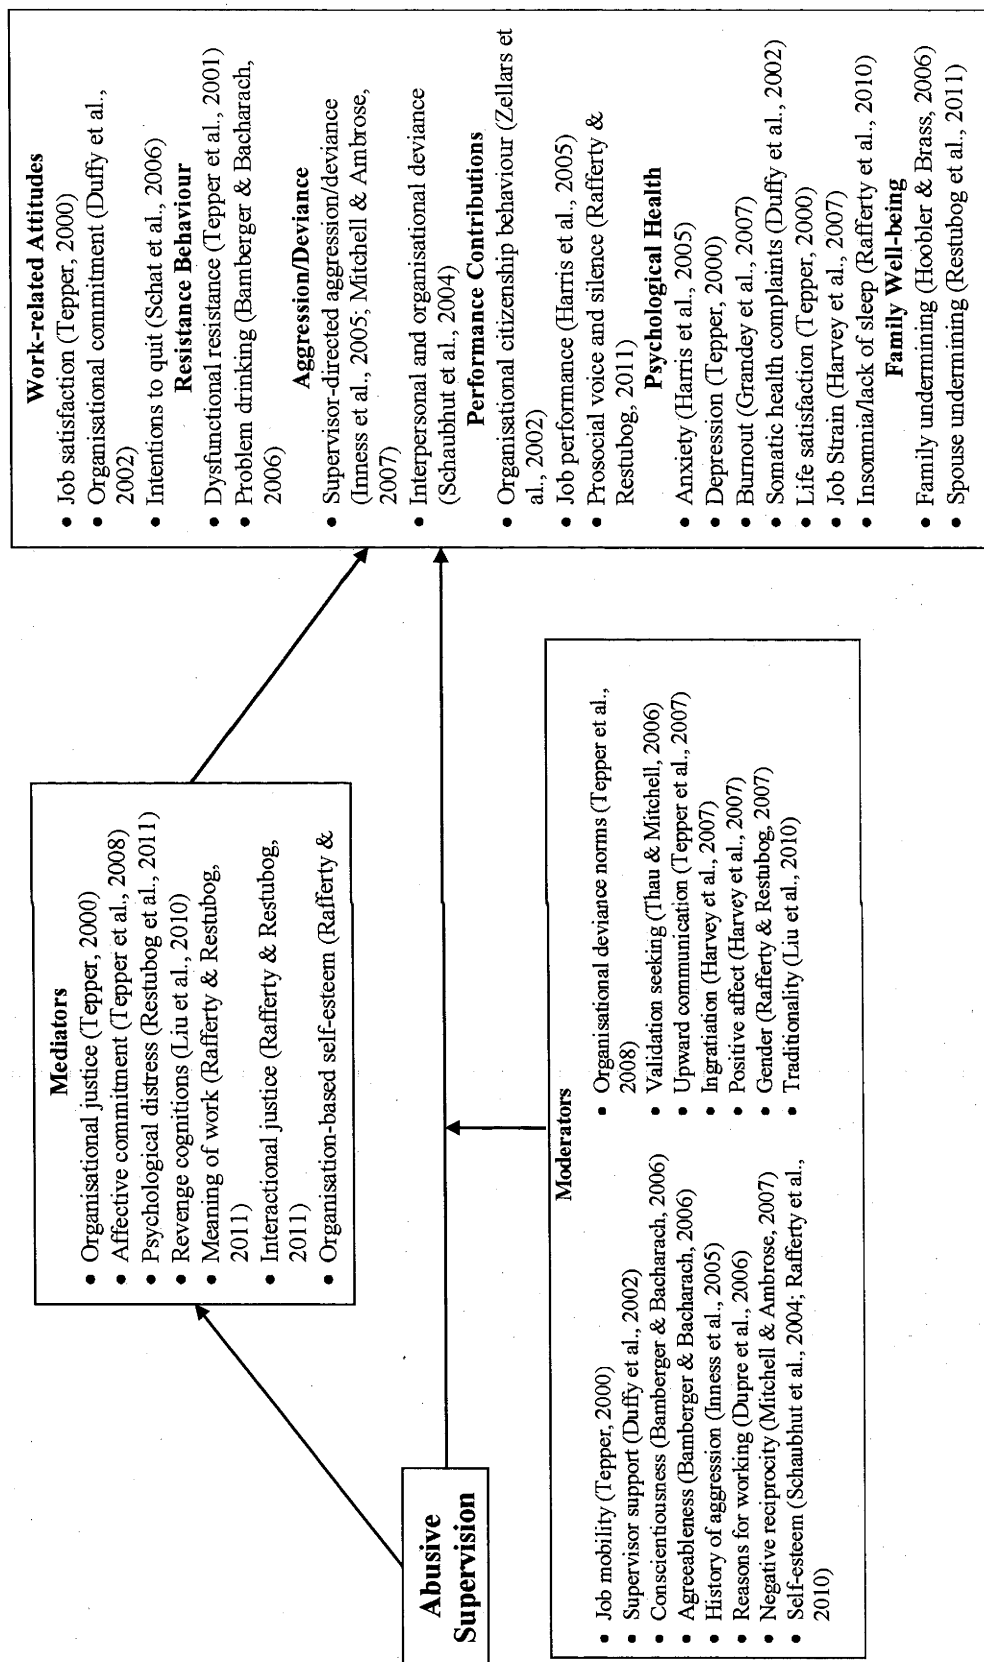 Abusive
Supervision
Mediators
• Organisational justice (Tepper, 2000)
• Affective commitment (Tepper et al., 2008)
• Psychological distress (Restubog et al., 2011)
• Revenge cognitions (Liu et al., 2010)
• Meaning of work (Rafferty & Restubog,
2011)
• Interactional justice (Rafferty & Restubog,
2011)
• Organisation-based self-esteem (Rafferty &
Moderators
• Job mobility (Tepper, 2000)
• Supervisor support (Duffy et al., 2002)
• Conscientiousness (Bamberger & Bacharach, 2006)
• Agreeableness (Bamberger & Bacharach, 2006)
• History of aggression (Inness et al., 2005)
• Reasons for working (Dupre et al., 2006)
• Negative reciprocity (Mitchell & Ambrose, 2007)
• Self-esteem (Schaubhut et al., 2004; Rafferty et al.,
2010)
• Organisational deviance norms (Tepper et al.,
2008)
• Validation seeking (Thau & Mitchell, 2006)
• Upward communication (Tepper et al., 2007)
• Ingratiation (Harvey et al., 2007)
• Positive affect (Harvey et al., 2007)
• Gender (Rafferty & Restubog, 2007)
• Traditionality (Liu et al., 2010)
Work-related Attitudes
• Job satisfaction (Tepper, 2000)
• Organisational commitment (Duffy et al.,
2002)
• Intentions to quit (Schat et al., 2006)
Resistance Behaviour
• Dysfunctional resistance (Tepper et al., 2001)
• Problem drinking (Bamberger & Bacharach,
2006)
Aggression/Deviance
• Supervisor-directed aggression/deviance
(Inness et al., 2005; Mitchell & Ambrose,
2007)
• Interpersonal and organisational deviance
(Schaubhut et al., 2004)
Performance Contributions
• Organisational citizenship behaviour (Zellars et
al., 2002)
• Job performance (Harris et al., 2005)
• Prosocial voice and silence (Rafferty &
Restubog, 2011)
Psychological Health
• Anxiety (Harris et al., 2005)
• Depression (Tepper, 2000)
• Burnout (Grandey et al., 2007)
• Somatic health complaints (Duffy et al., 2002)
• Life satisfaction (Tepper, 2000)
• Job Strain (Harvey et al., 2007)
• Insomnia/lack of sleep (Rafferty et al., 2010)
Family Well-being
• Family undermining (Hoobler & Brass, 2006)
• Spouse undermining (Restubog et al., 2011)